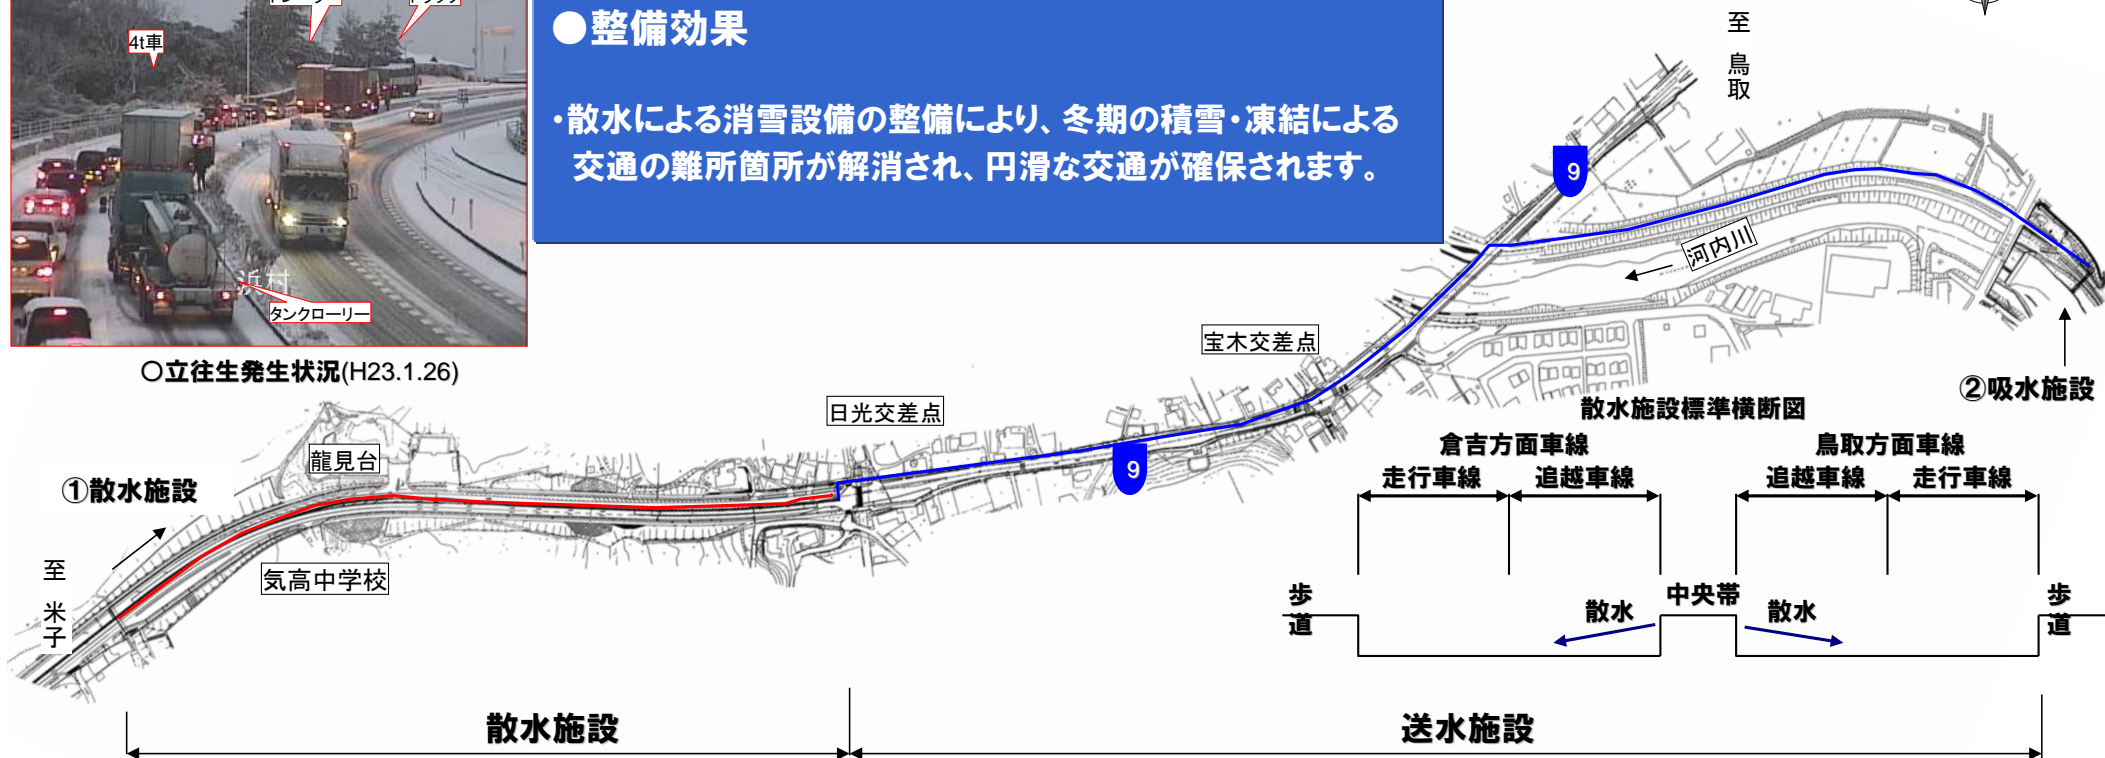 4t車
浜村
タンクローリー
○立往生発生状況(H23.1.26)
●整備効果
・散水による消雪設備の整備により、冬期の積雪・凍結による
交通の難所箇所が解消され、円滑な交通が確保されます。
至 鳥取
9
河内川
宝木交差点
②吸水施設
日光交差点
9
龍見台
①散水施設
気高中学校
至 米子
散水施設標準横断図
倉吉方面車線
鳥取方面車線
走行車線
追越車線
追越車線
走行車線
歩道
散水
中央帯
散水
歩道
散水施設
送水施設